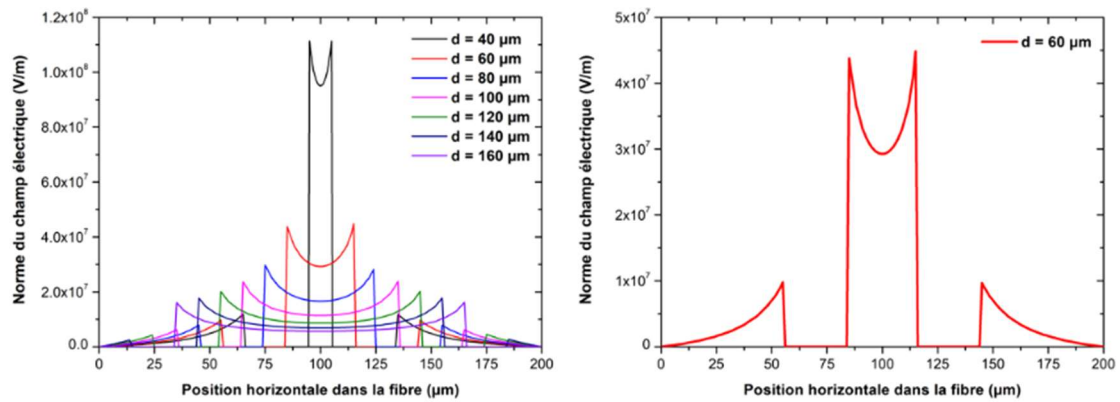 1.2x10⁸
1.0x10⁸
8.0x10⁷
6.0x10⁷
4.0x10⁷
2.0x10⁷
0.0
Norme du champ électrique (V/m)
d = 40 µm
d = 60 µm
d = 80 µm
d = 100 µm
d = 120 µm
d = 140 µm
d = 160 µm
0 25 50 75 100 125 150 175 200
Position horizontale dans la fibre (µm)
5x10⁷
4x10⁷
3x10⁷
2x10⁷
1x10⁷
0
Norme du champ électrique (V/m)
d = 60 µm
0 25 50 75 100 125 150 175 200
Position horizontale dans la fibre (µm)